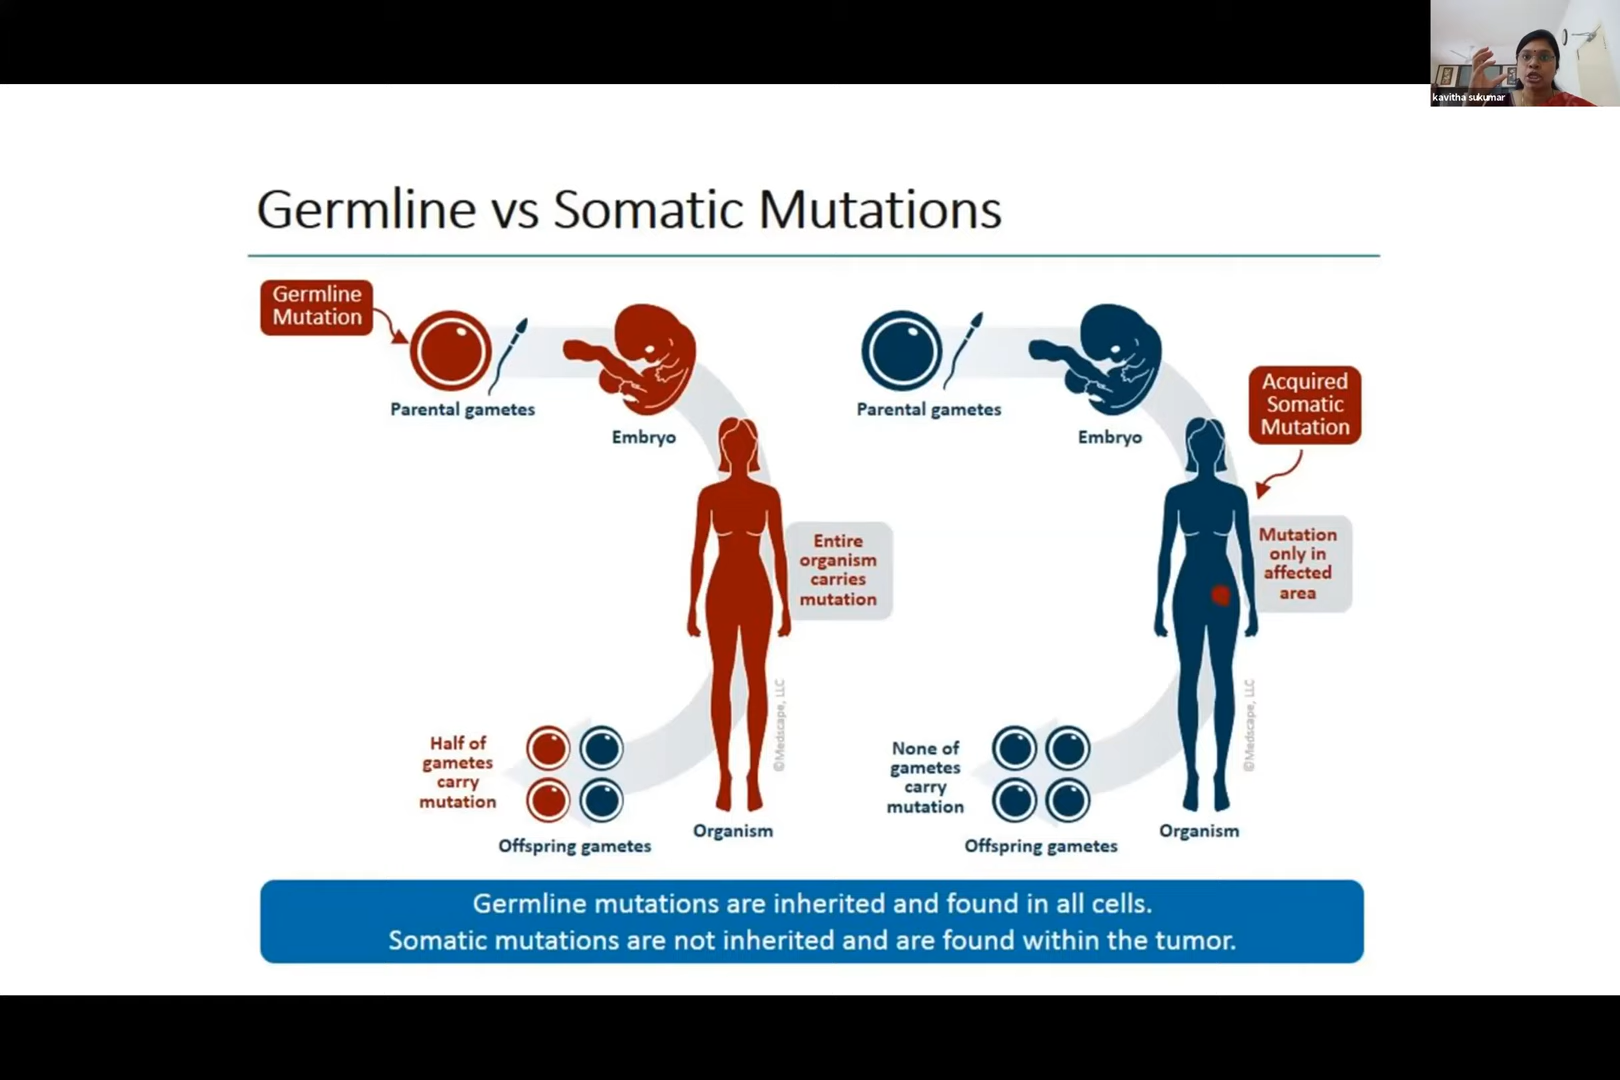 kavitha sukumar
Germline vs Somatic Mutations
Germline
Mutation
Parental gametes
Embryo
Entire
organism
carries
mutation
Half of
gametes
carry
mutation
Offspring gametes
Organism
©Medscape, LLC
Parental gametes
Embryo
Acquired
Somatic
Mutation
Mutation
only in
affected
area
None of
gametes
carry
mutation
Offspring gametes
Organism
©Medscape, LLC
Germline mutations are inherited and found in all cells.
Somatic mutations are not inherited and are found within the tumor.